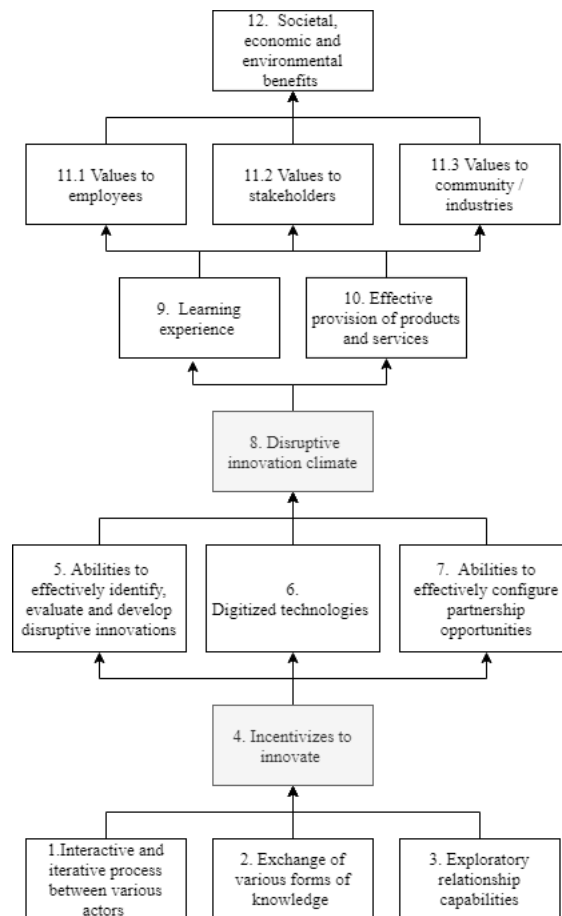 12. Societal,
economic and
environmental
benefits
11.1 Values to
employees
11.2 Values to
stakeholders
11.3 Values to
community /
industries
9. Learning
experience
10. Effective
provision of products
and services
8. Disruptive
innovation climate
5. Abilities to
effectively identify,
evaluate and develop
disruptive innovations
6.
Digitized technologies
7. Abilities to
effectively configure
partnership
opportunities
4. Incentivizes to
innovate
1.Interactive and
iterative process
between various
actors
2. Exchange of
various forms of
knowledge
3. Exploratory
relationship
capabilities